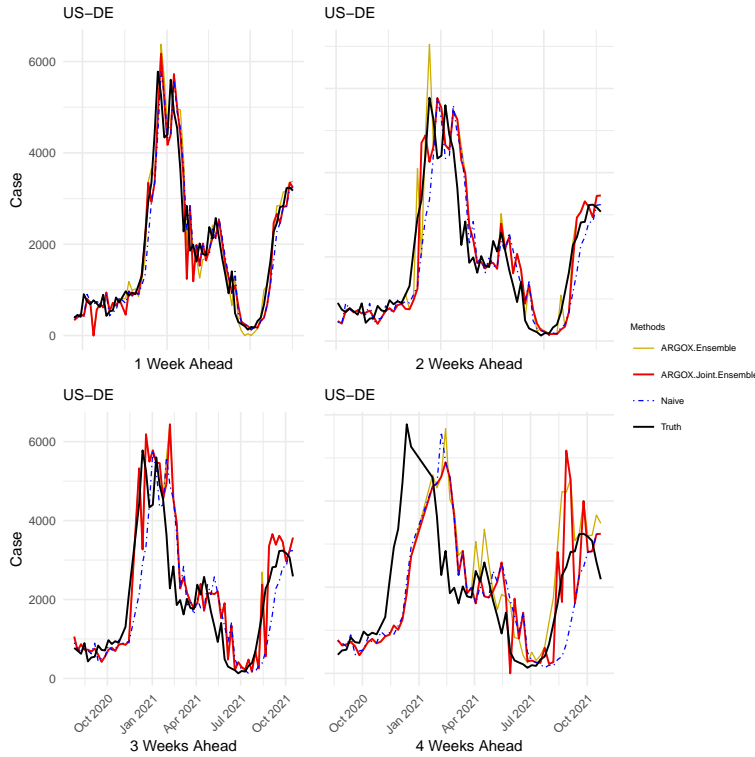 US-DE
US-DE
6000
4000
2000
0
Case
1 Week Ahead
2 Weeks Ahead
Methods
ARGOX.Ensemble
ARGOX.Joint.Ensemble
Naive
Truth
US-DE
US-DE
6000
4000
2000
0
Case
Oct 2020
Jan 2021
Apr 2021
Jul 2021
Oct 2021
Oct 2020
Jan 2021
Apr 2021
Jul 2021
Oct 2021
3 Weeks Ahead
4 Weeks Ahead